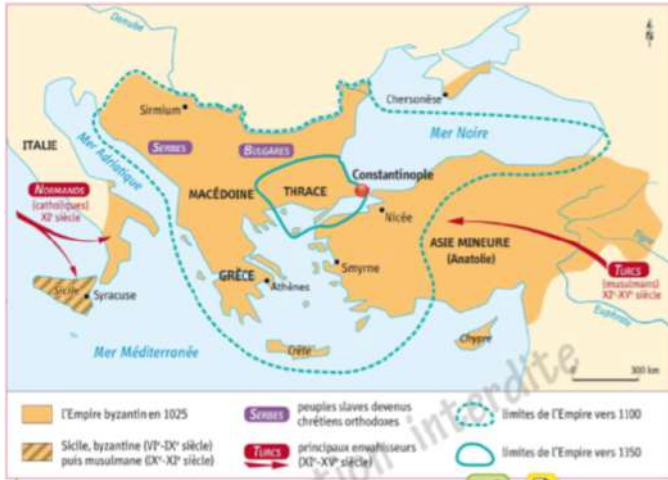 Danube
N
Sirmium
Chersonèse
SERBES
BULGARES
Mer Noire
ITALIE
Mer Adriatique
Constantinople
NORMANDS
(catholiques)
XIe siècle
MACÉDOINE
THRACE
Nicée
ASIE MINEURE
(Anatolie)
Tigre
GRÈCE
Smyrne
Athènes
TURCS
(musulmans)
XIe-XVe siècle
Sicile
Syracuse
Euphrate
Mer Méditerranée
Crète
Chypre
300 km
l'Empire byzantin en 1025
SERBES
peuples slaves devenus
chrétiens orthodoxes
limites de l'Empire vers 1100
Sicile, byzantine (VIe-IXe siècle)
puis musulmane (IXe-XIe siècle)
TURCS
principaux envahisseurs
(XIe-XVe siècle)
limites de l'Empire vers 1350
interdite